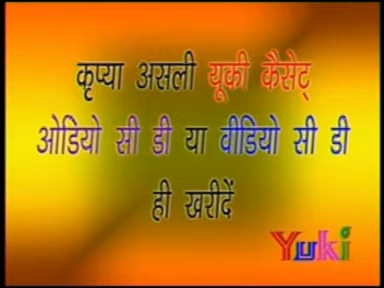 कृप्या असली यूकी कैसेट्
ओडियो सी डी या वीडियो सी डी
ही खरीदें
Yuki